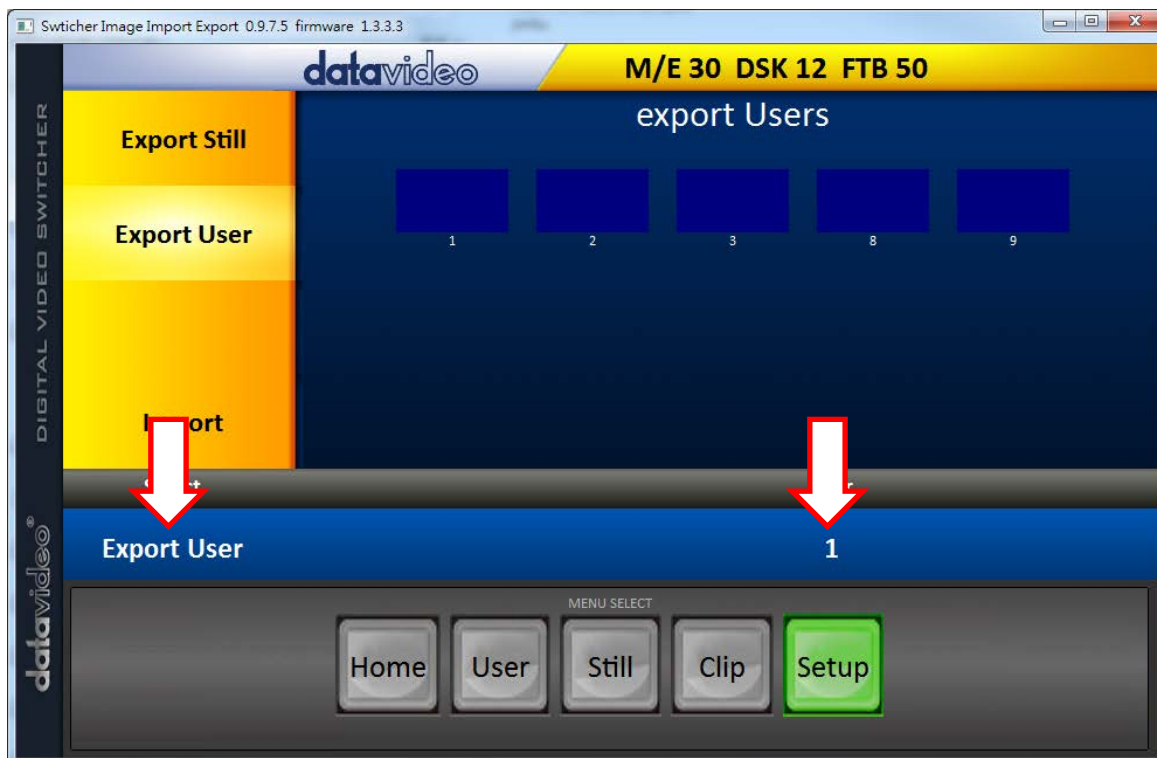 Swticher Image Import Export 0.9.7.5 firmware 1.3.3.3
datavideo
M/E 30 DSK 12 FTB 50
DIGITAL VIDEO SWITCHER
datavideo®
Export Still
Export User
export Users
1 2 3 8 9
Export User
1
MENU SELECT
Home User Still Clip Setup